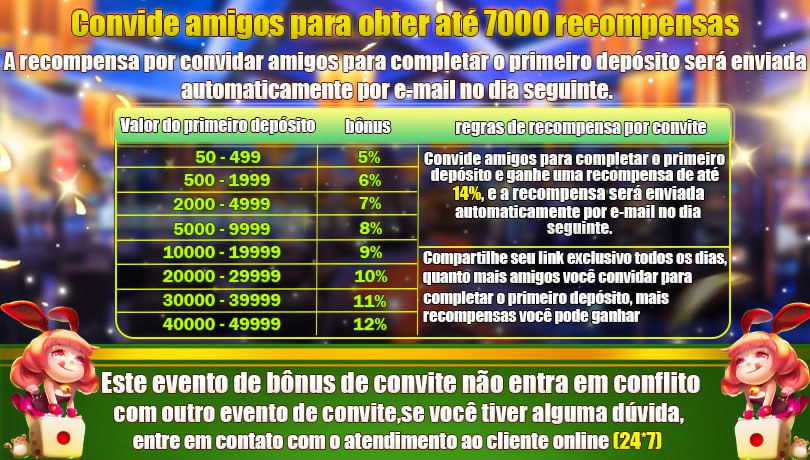 Convide amigos para obter até 7000 recompensas
A recompensa por convidar amigos para completar o primeiro depósito será enviada
automaticamente por e-mail no dia seguinte.
Valor do primeiro depósito bônus regras de recompensa por convite
50 - 499 5%
500 - 1999 6%
2000 - 4999 7%
5000 - 9999 8%
10000 - 19999 9%
20000 - 29999 10%
30000 - 39999 11%
40000 - 49999 12%
Convide amigos para completar o primeiro
depósito e ganhe uma recompensa de até
14%, e a recompensa será enviada
automaticamente por e-mail no dia
seguinte.
Compartilhe seu link exclusivo todos os dias,
quanto mais amigos você convidar para
completar o primeiro depósito, mais
recompensas você pode ganhar
Este evento de bônus de convite não entra em conflito
com outro evento de convite,se você tiver alguma dúvida,
entre em contato com o atendimento ao cliente online (24*7)